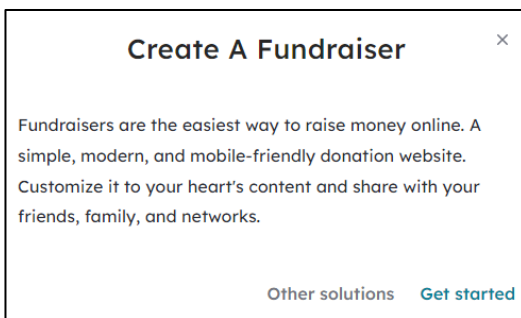 Create A Fundraiser
Fundraisers are the easiest way to raise money online. A
simple, modern, and mobile-friendly donation website.
Customize it to your heart's content and share with your
friends, family, and networks.
Other solutions Get started